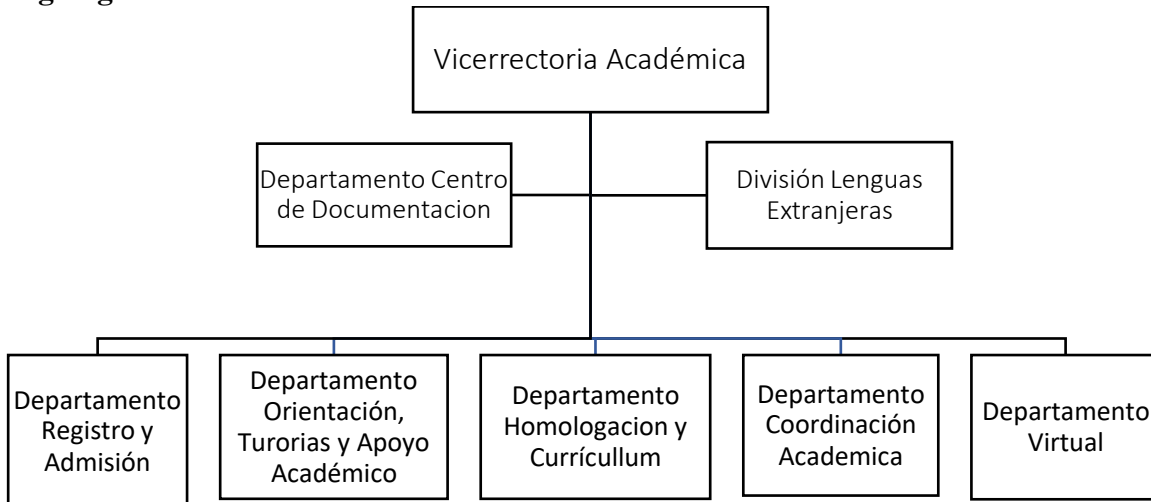 Vicerrectoria Académica
Departamento Centro
de Documentacion
División Lenguas
Extranjeras
Departamento
Registro y
Admisión
Departamento
Orientación,
Turorias y Apoyo
Académico
Departamento
Homologacion y
Currícullum
Departamento
Coordinación
Academica
Departamento
Virtual